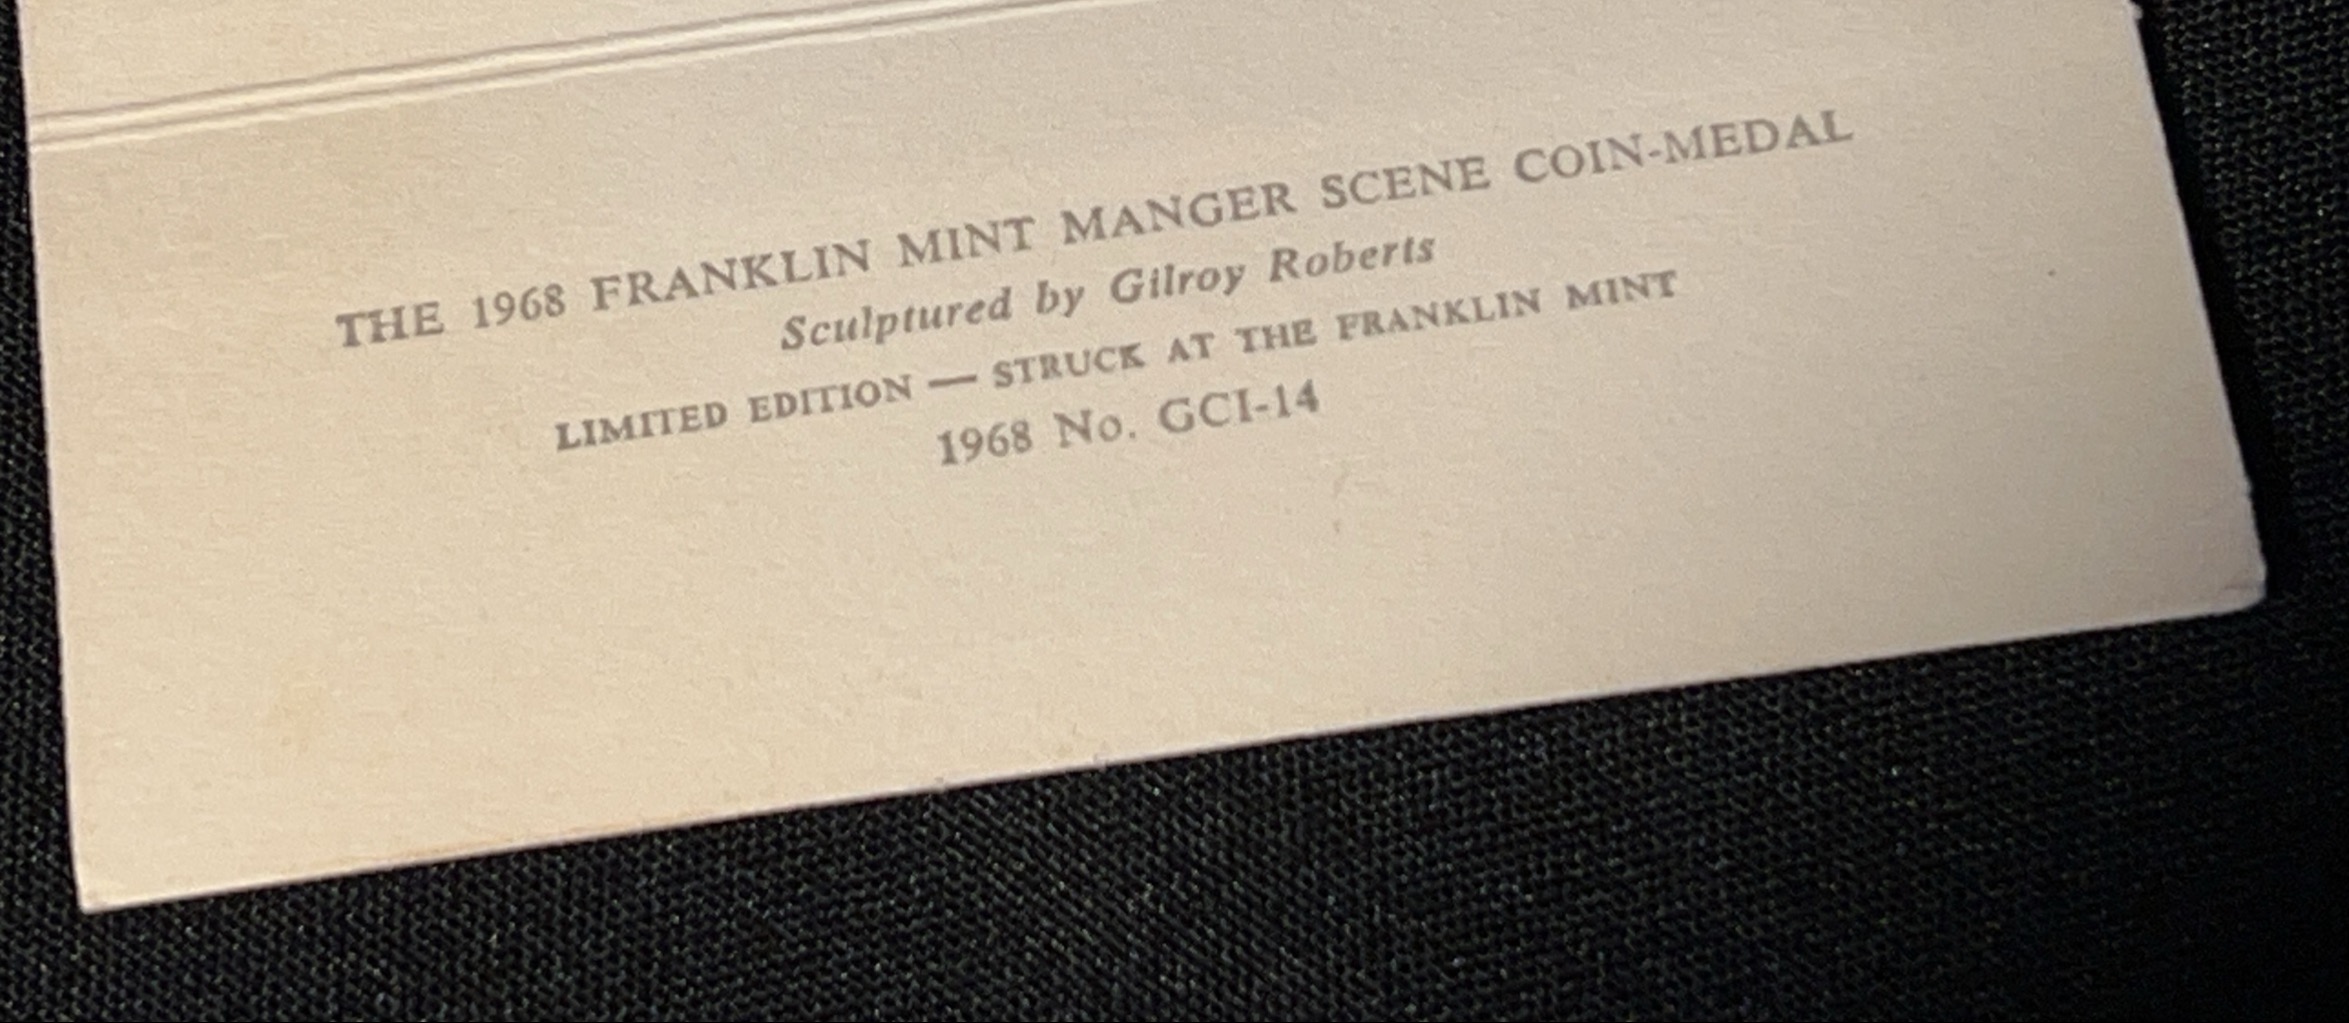 THE 1968 FRANKLIN MINT MANGER SCENE COIN-MEDAL
Sculptured by Gilroy Roberts
LIMITED EDITION — STRUCK AT THE FRANKLIN MINT
1968 No. GCI-14